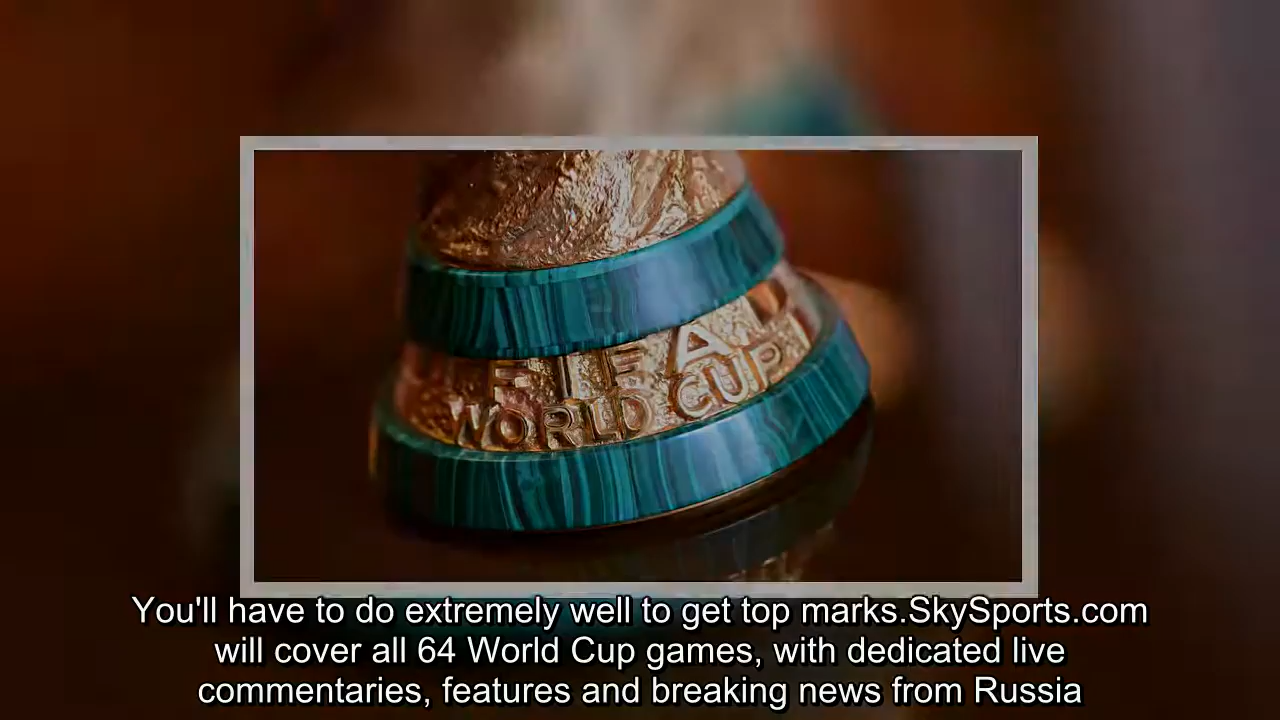 FIFA
WORLD CUP
You'll have to do extremely well to get top marks.SkySports.com
will cover all 64 World Cup games, with dedicated live
commentaries, features and breaking news from Russia